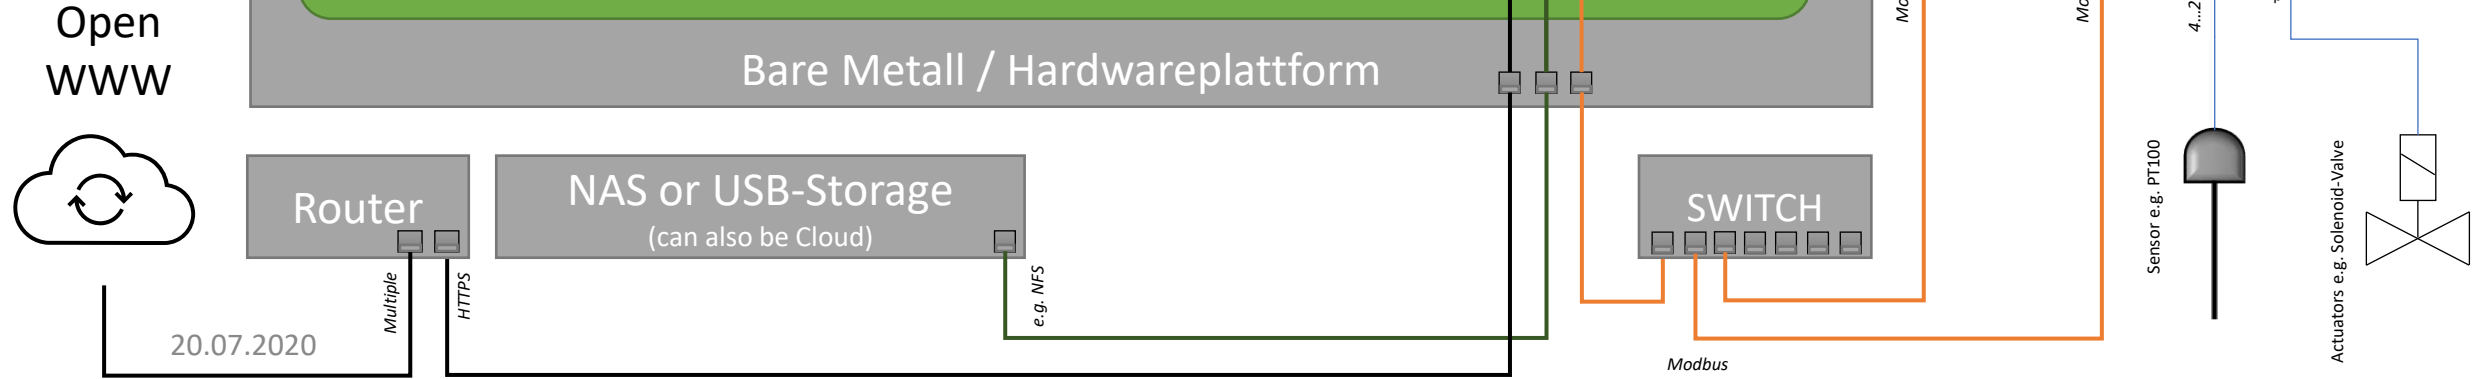 Open
WWW
Bare Metall / Hardwareplattform
Router
NAS or USB-Storage
(can also be Cloud)
SWITCH
Multiple
HTTPS
e.g. NFS
20.07.2020
Modbus
Sensor e.g. PT100
Actuators e.g. Solenoid-Valve